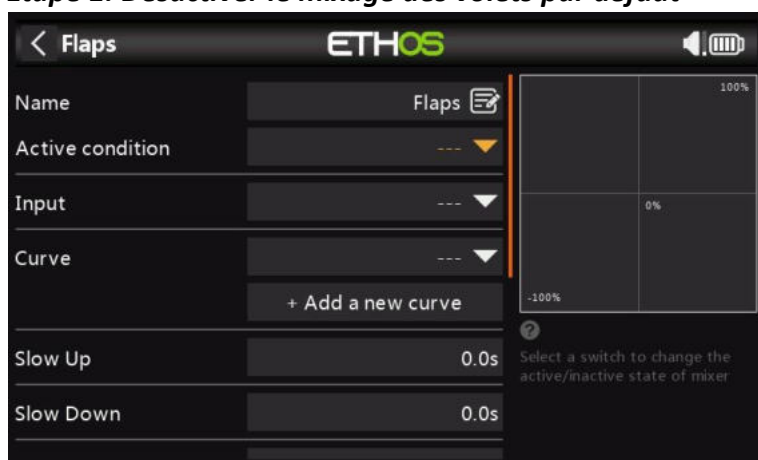 Flaps ETHOS
Name Flaps
Active condition ---
Input ---
Curve ---
+ Add a new curve
Slow Up 0.0s
Slow Down 0.0s
100%
0%
-100%
?
Select a switch to change the
active/inactive state of mixer